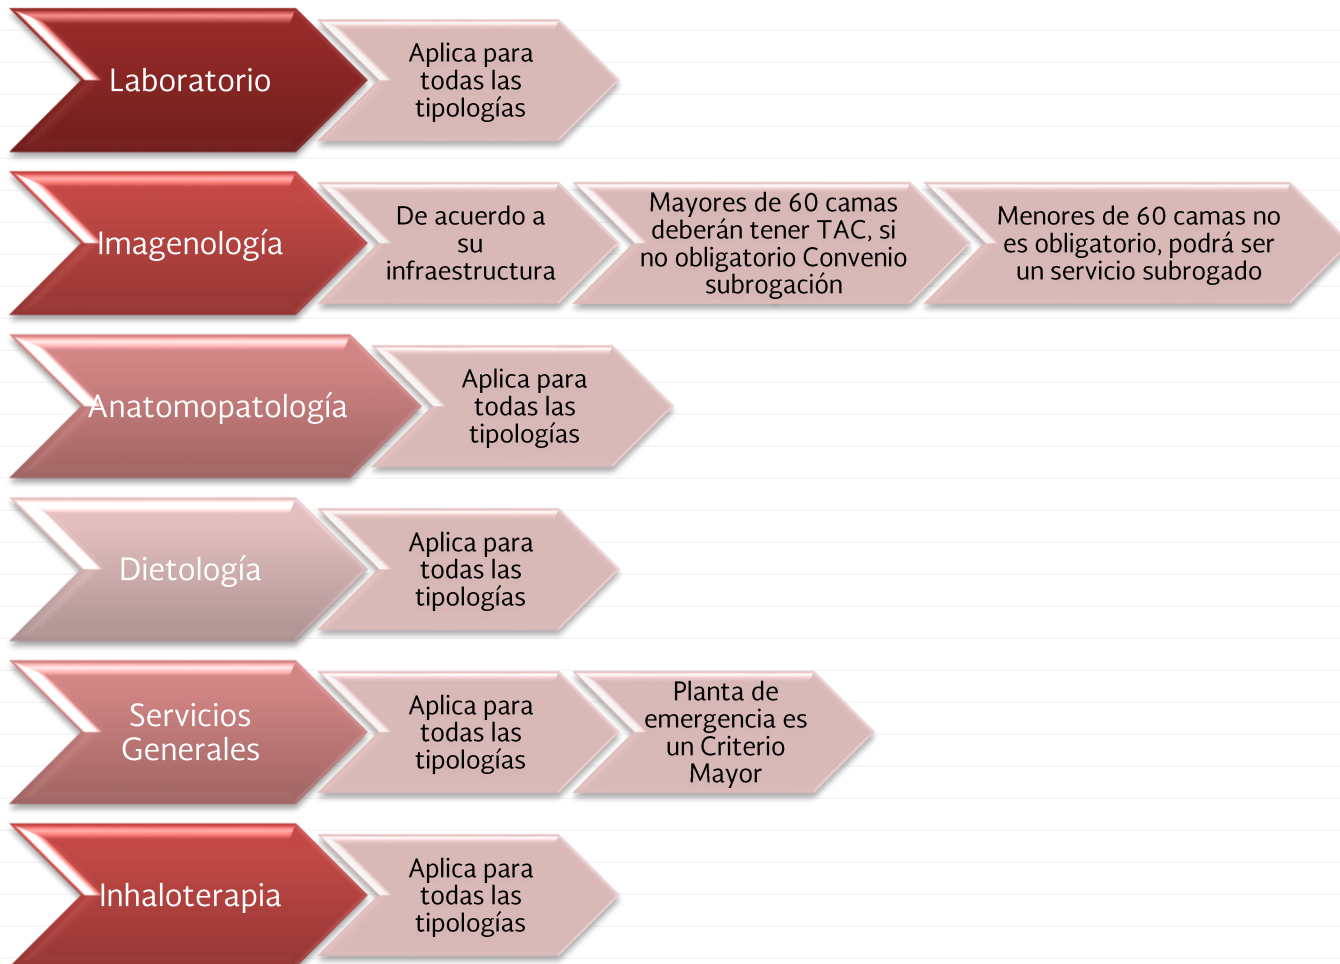 Laboratorio
Aplica para
todas las
tipologías
Imagenología
De acuerdo a
su
infraestructura
Mayores de 60 camas
deberán tener TAC, si
no obligatorio Convenio
subrogación
Menores de 60 camas no
es obligatorio, podrá ser
un servicio subrogado
Anatomopatología
Aplica para
todas las
tipologías
Dietología
Aplica para
todas las
tipologías
Servicios
Generales
Aplica para
todas las
tipologías
Planta de
emergencia es
un Criterio
Mayor
Inhaloterapia
Aplica para
todas las
tipologías